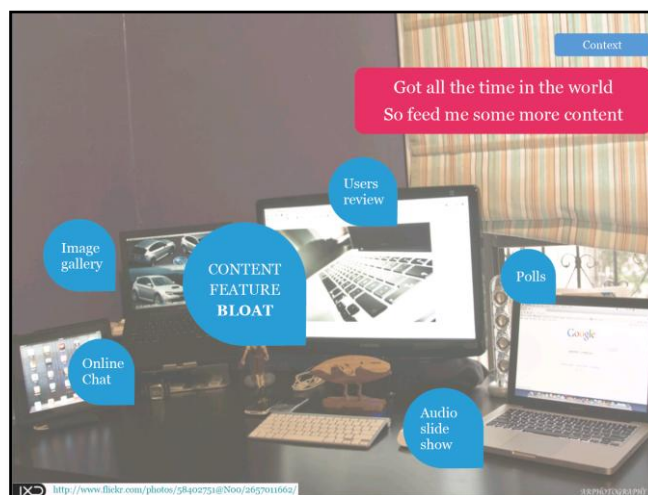 Context
Got all the time in the world
So feed me some more content
Users
review
Image
gallery
CONTENT
FEATURE
BLOAT
Polls
Google
Online
Chat
Audio
slide
show
IXD
http://www.flickr.com/photos/58402751@N00/2657011662/